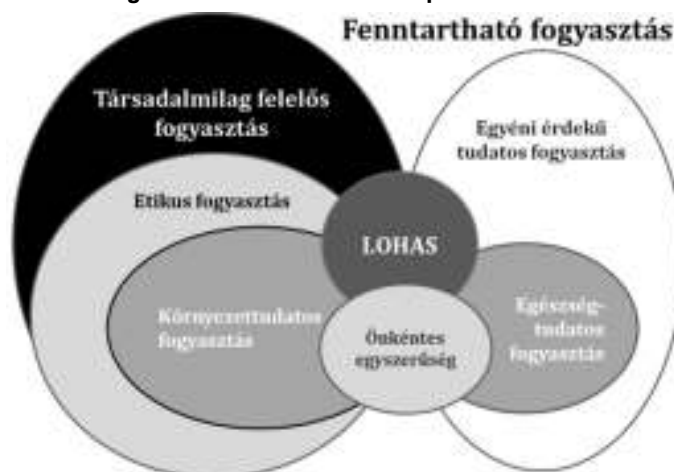 Fenntartható fogyasztás
Társadalmilag felelős
fogyasztás
Egyéni érdekű
tudatos fogyasztás
Etikus fogyasztás
LOHAS
Környezettudatos
fogyasztás
Önkéntes
egyszerűség
Egészség-
tudatos
fogyasztás